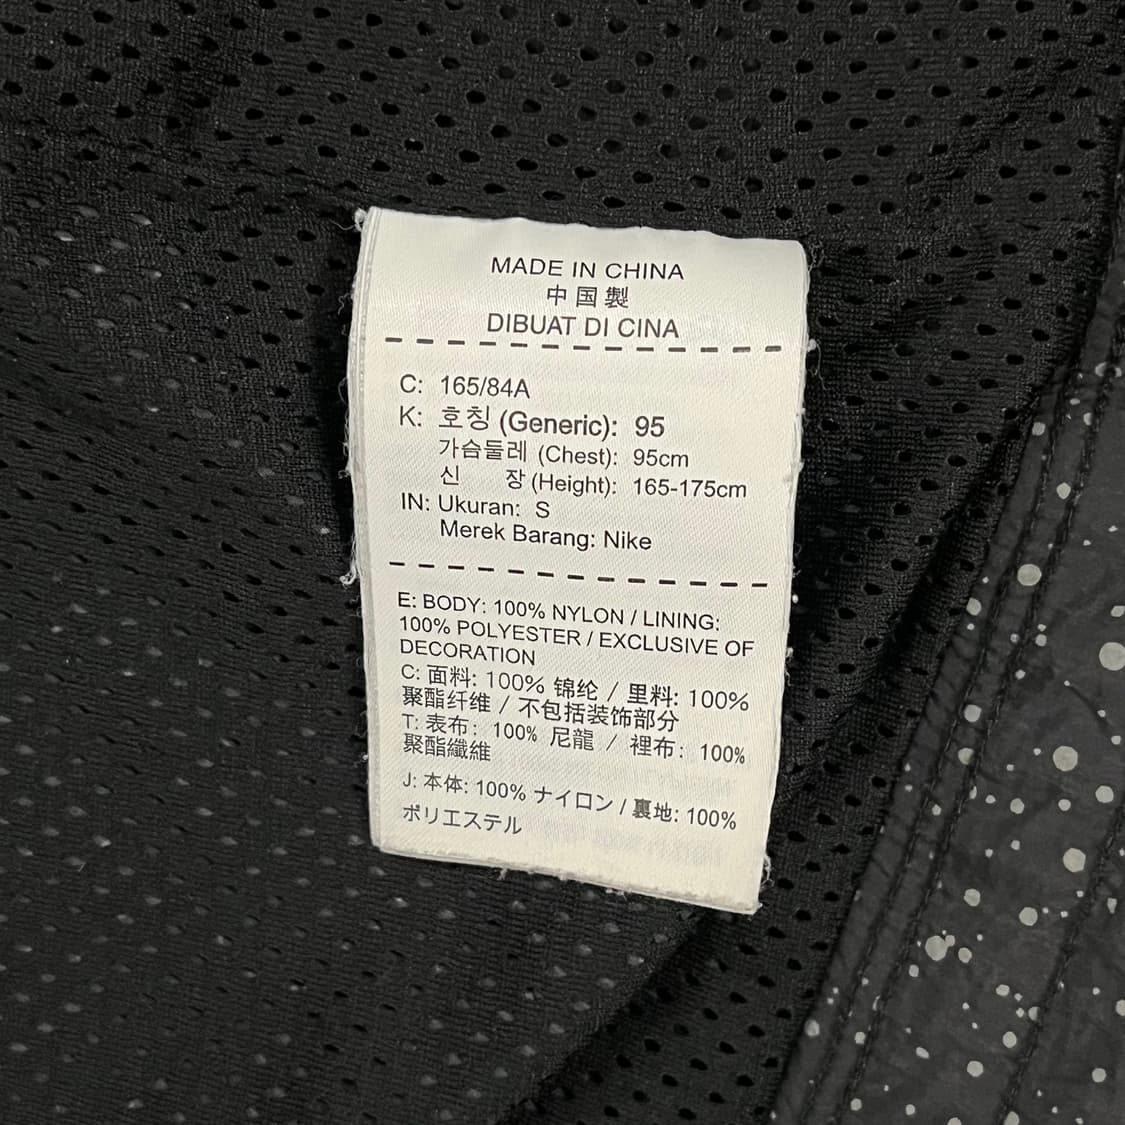 MADE IN CHINA
中国製
DIBUAT DI CINA
C: 165/84A
K: 호칭 (Generic): 95
가슴둘레 (Chest): 95cm
신 장 (Height): 165-175cm
IN: Ukuran: S
Merek Barang: Nike
E: BODY: 100% NYLON / LINING:
100% POLYESTER / EXCLUSIVE OF
DECORATION
C: 面料: 100% 锦纶 / 里料: 100%
聚酯纤维 / 不包括装饰部分
T: 表布: 100% 尼龍 / 裡布: 100%
聚酯纖維
J: 本体: 100% ナイロン / 裏地: 100%
ポリエステル